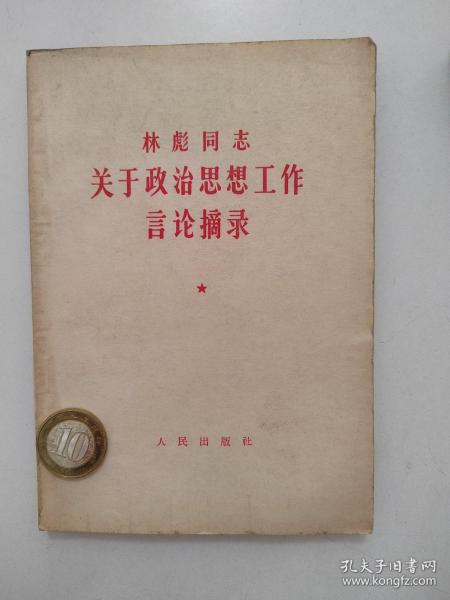 林彪同志
关于政治思想工作
言论摘录
人民出版社
10
孔夫子旧书网
www.kongfz.com